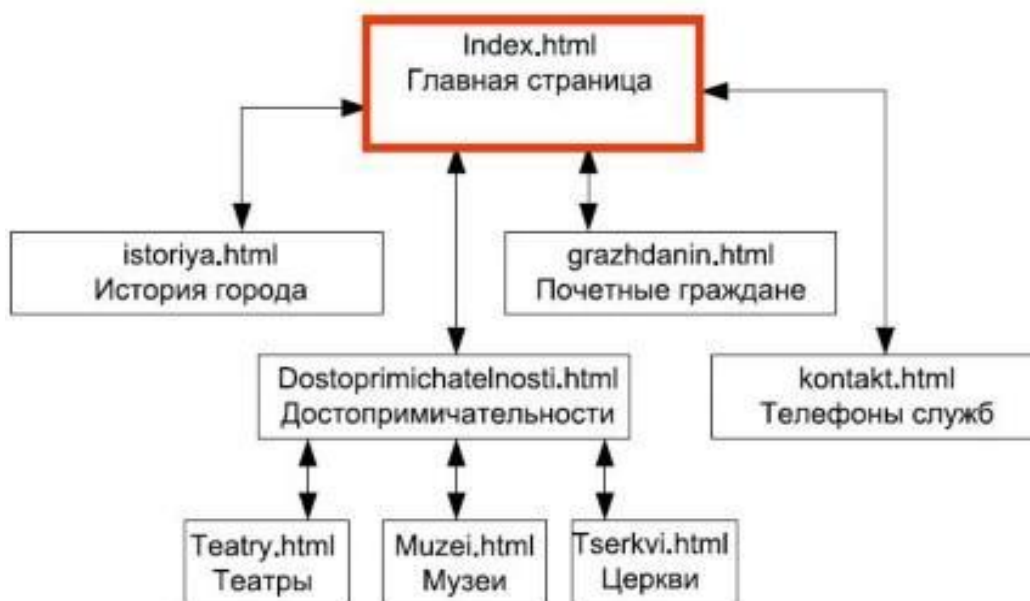 Index.html
Главная страница
istoriya.html
История города
grazhdanin.html
Почетные граждане
Dostoprimichatelnosti.html
Достопримичательности
kontakt.html
Телефоны служб
Teatry.html
Театры
Muzei.html
Музеи
Tserkvi.html
Церкви